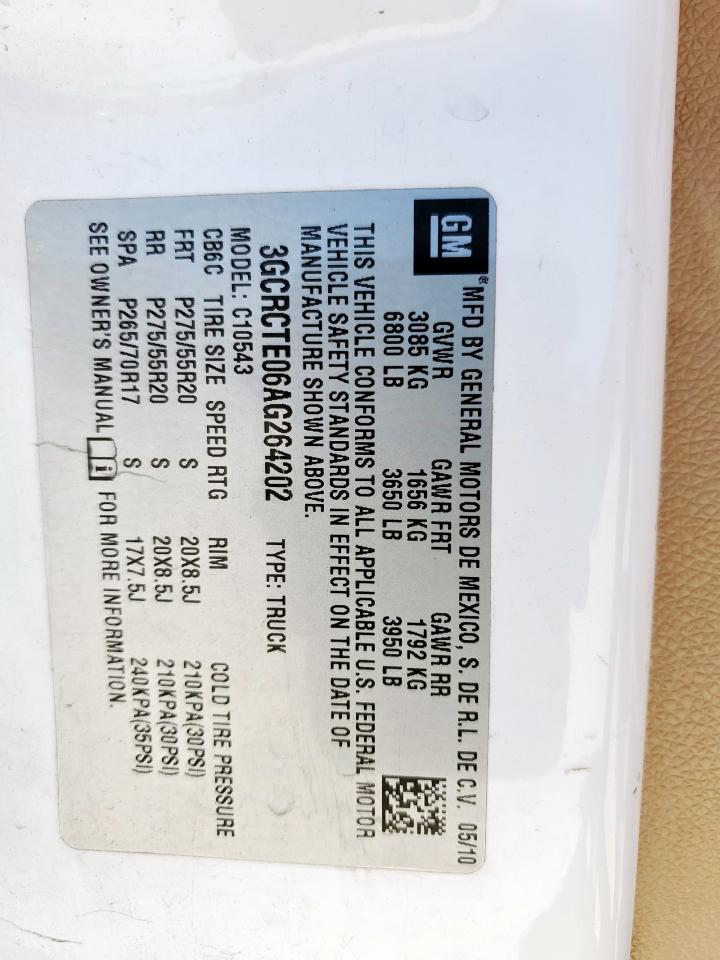 GM ® MFD BY GENERAL MOTORS DE MEXICO, S. DE R.L. DE C.V. 05/10
GVWR GAWR FRT GAWR RR
3085 KG 1656 KG 1792 KG
6800 LB 3650 LB 3950 LB
THIS VEHICLE CONFORMS TO ALL APPLICABLE U.S. FEDERAL MOTOR
VEHICLE SAFETY STANDARDS IN EFFECT ON THE DATE OF
MANUFACTURE SHOWN ABOVE.
3GCRCTE06AG264202 TYPE: TRUCK
MODEL: C10543
CB6C TIRE SIZE SPEED RTG RIM COLD TIRE PRESSURE
FRT P275/55R20 S 20X8.5J 210KPA(30PSI)
RR P275/55R20 S 20X8.5J 210KPA(30PSI)
SPA P265/70R17 S 17X7.5J 240KPA(35PSI)
SEE OWNER'S MANUAL i FOR MORE INFORMATION.